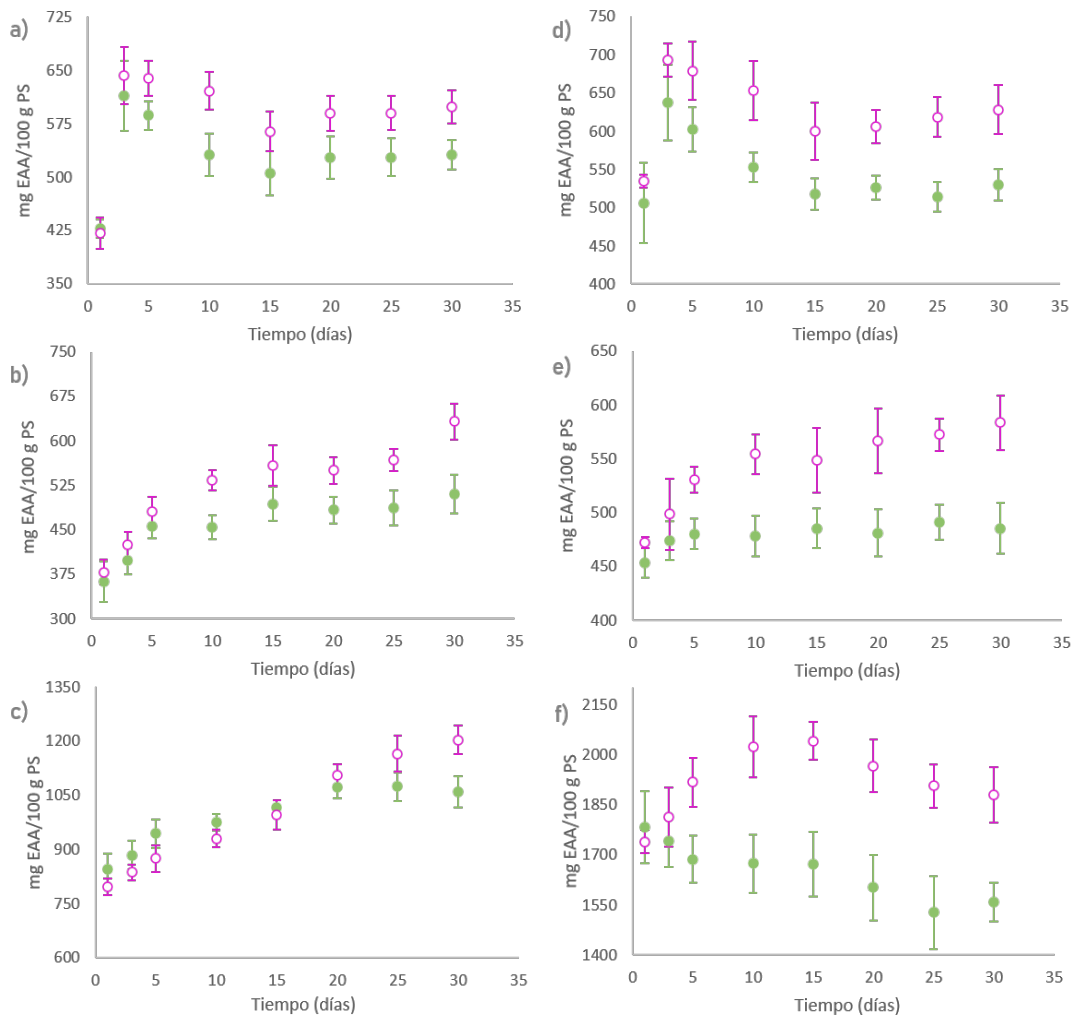 a)
mg EAA/100 g PS
725
650
575
500
425
350
0 5 10 15 20 25 30 35
Tiempo (días)
d)
mg EAA/100 g PS
750
700
650
600
550
500
450
400
0 5 10 15 20 25 30 35
Tiempo (días)
b)
mg EAA/100 g PS
750
675
600
525
450
375
300
0 5 10 15 20 25 30 35
Tiempo (días)
e)
mg EAA/100 g PS
650
600
550
500
450
400
0 5 10 15 20 25 30 35
Tiempo (días)
c)
mg EAA/100 g PS
1350
1200
1050
900
750
600
0 5 10 15 20 25 30 35
Tiempo (días)
f)
mg EAA/100 g PS
2150
2000
1850
1700
1550
1400
0 5 10 15 20 25 30 35
Tiempo (días)